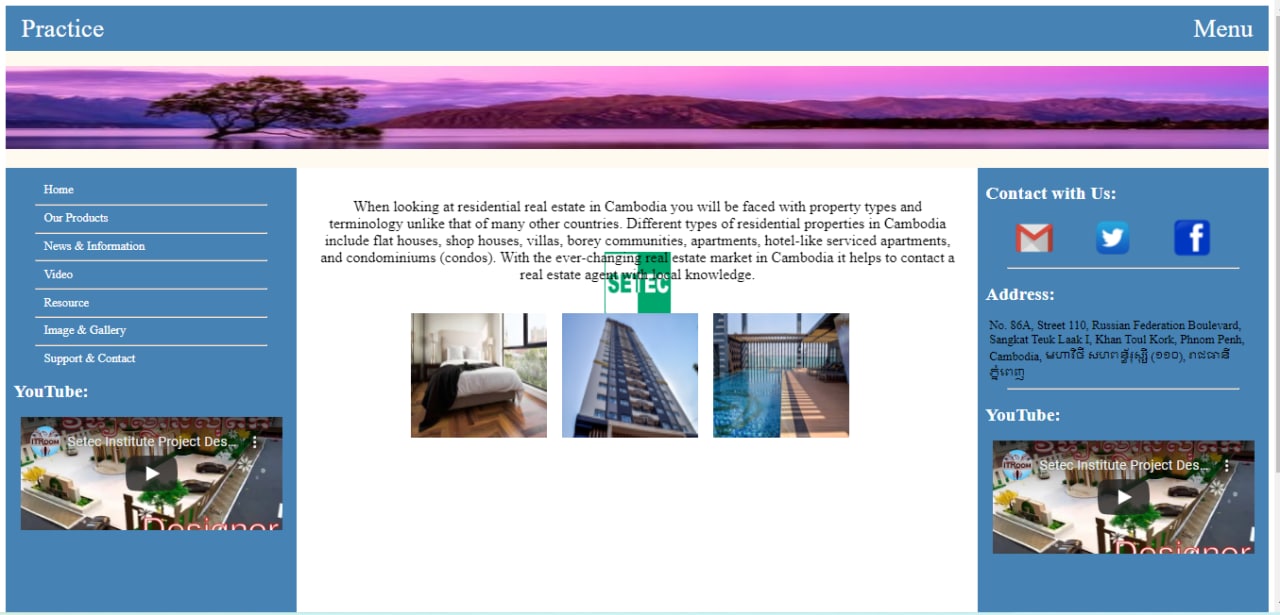 Practice
Menu
Home
Our Products
News & Information
Video
Resource
Image & Gallery
Support & Contact
YouTube:
ITROOM
Setec Institute Project Des...
Designer
When looking at residential real estate in Cambodia you will be faced with property types and
terminology unlike that of many other countries. Different types of residential properties in Cambodia
include flat houses, shop houses, villas, borey communities, apartments, hotel-like serviced apartments,
and condominiums (condos). With the ever-changing real estate market in Cambodia it helps to contact a
real estate agent with local knowledge.
SETEC
Contact with Us:
Address:
No. 86A, Street 110, Russian Federation Boulevard,
Sangkat Teuk Laak I, Khan Toul Kork, Phnom Penh,
Cambodia, មហាវិថី សហពន្ធ័រុស្ស៊ី (១១០), រាជធានី
ភ្នំពេញ
YouTube:
ITROOM
Setec Institute Project Des...
Designer